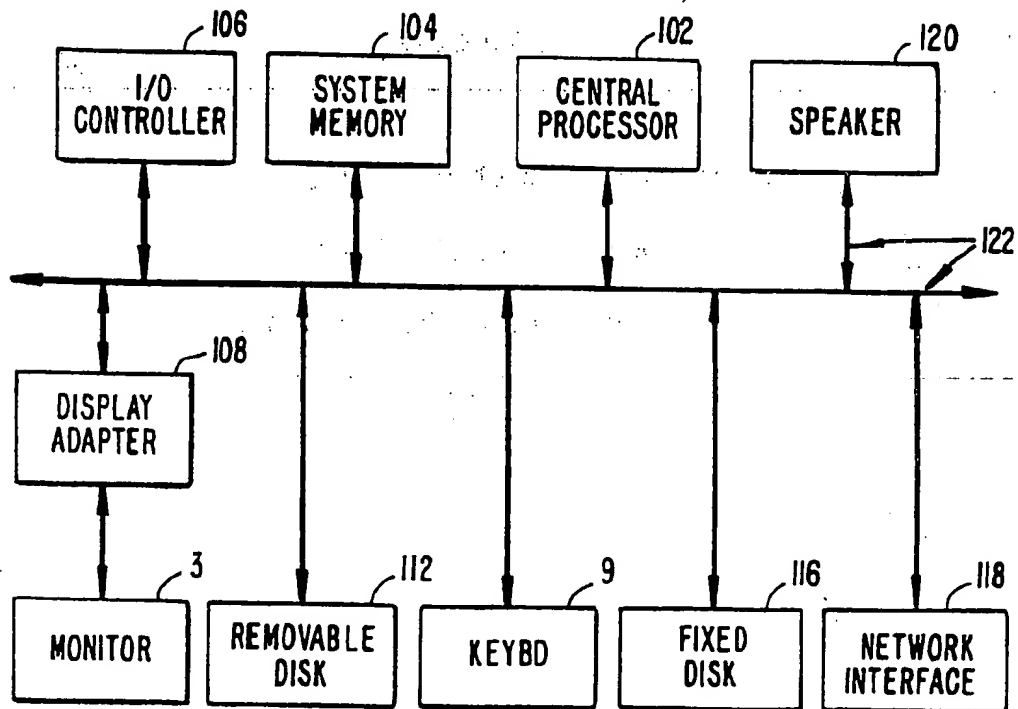 106
104
102
120
I/O
CONTROLLER
SYSTEM
MEMORY
CENTRAL
PROCESSOR
SPEAKER
122
108
DISPLAY
ADAPTER
3
112
9
116
118
MONITOR
REMOVABLE
DISK
KEYBD
FIXED
DISK
NETWORK
INTERFACE